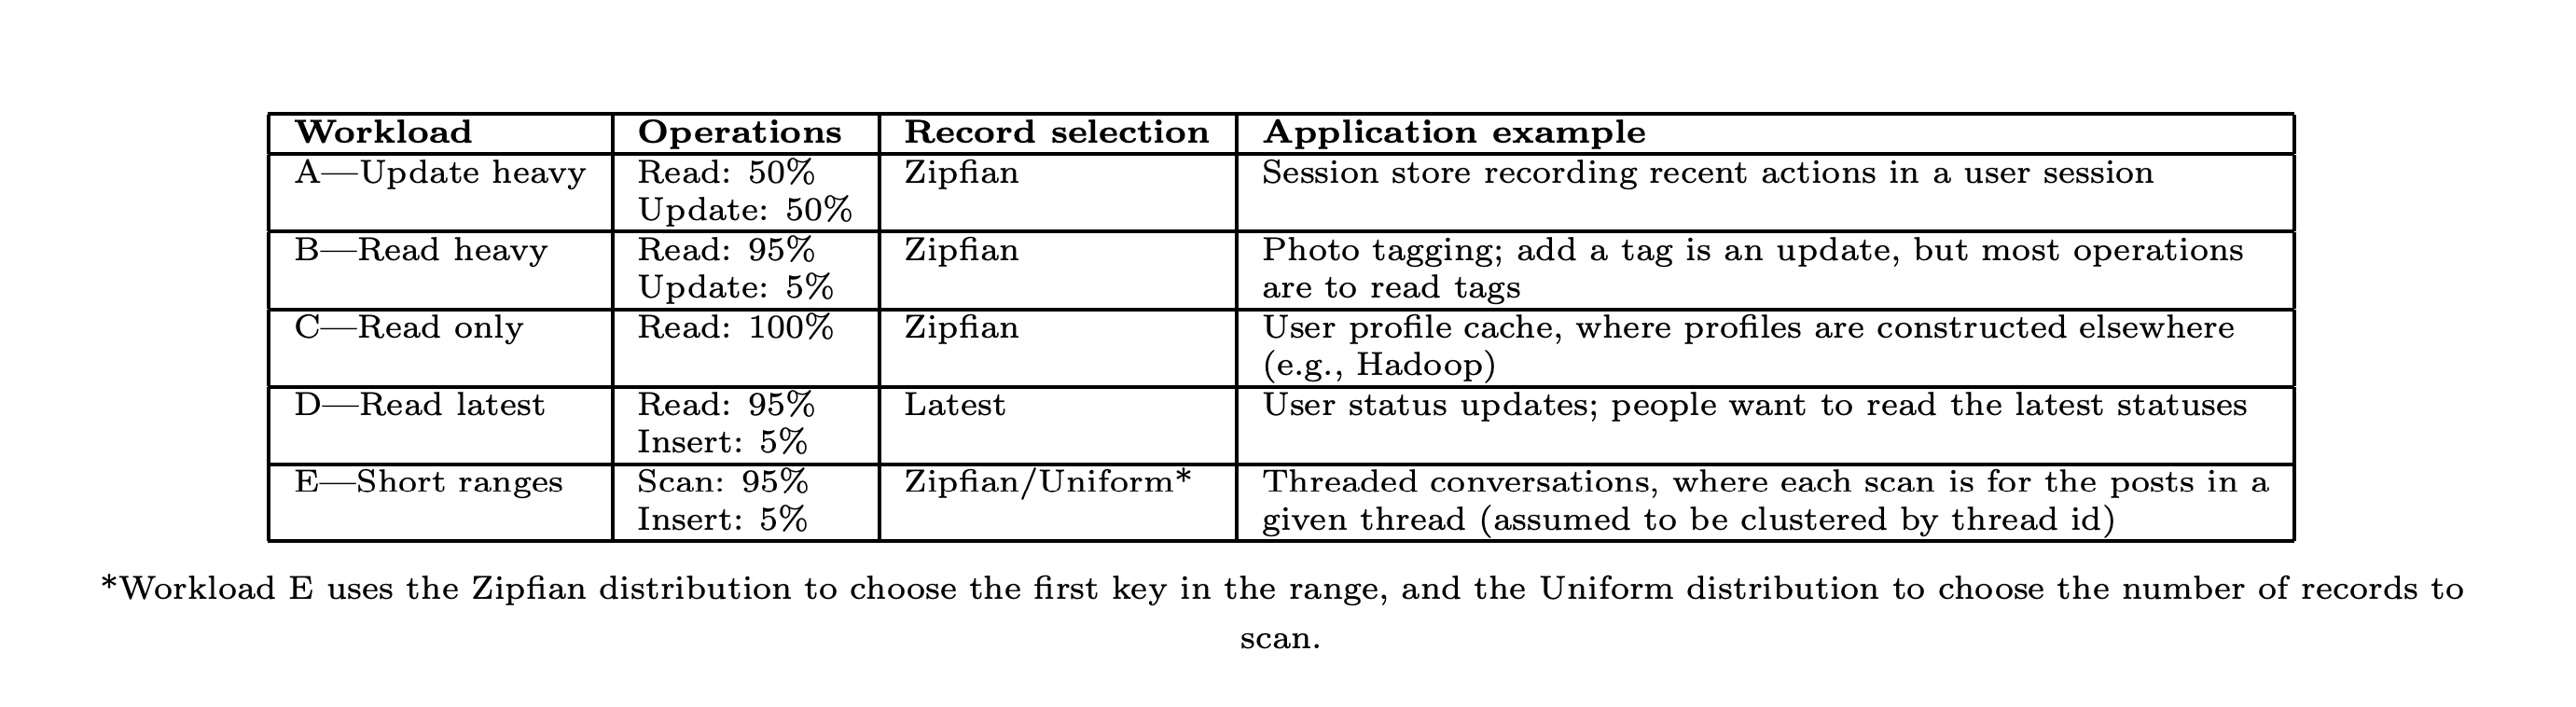 Workload Operations Record selection Application example
A—Update heavy Read: 50% Zipfian Session store recording recent actions in a user session
Update: 50%
B—Read heavy Read: 95% Zipfian Photo tagging; add a tag is an update, but most operations
Update: 5% are to read tags
C—Read only Read: 100% Zipfian User profile cache, where profiles are constructed elsewhere
(e.g., Hadoop)
D—Read latest Read: 95% Latest User status updates; people want to read the latest statuses
Insert: 5%
E—Short ranges Scan: 95% Zipfian/Uniform* Threaded conversations, where each scan is for the posts in a
Insert: 5% given thread (assumed to be clustered by thread id)
*Workload E uses the Zipfian distribution to choose the first key in the range, and the Uniform distribution to choose the number of records to
scan.